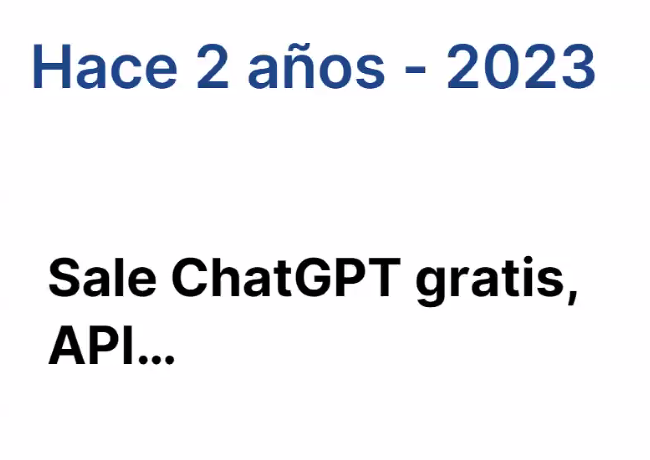 Hace 2 años - 2023
Sale ChatGPT gratis,
API...